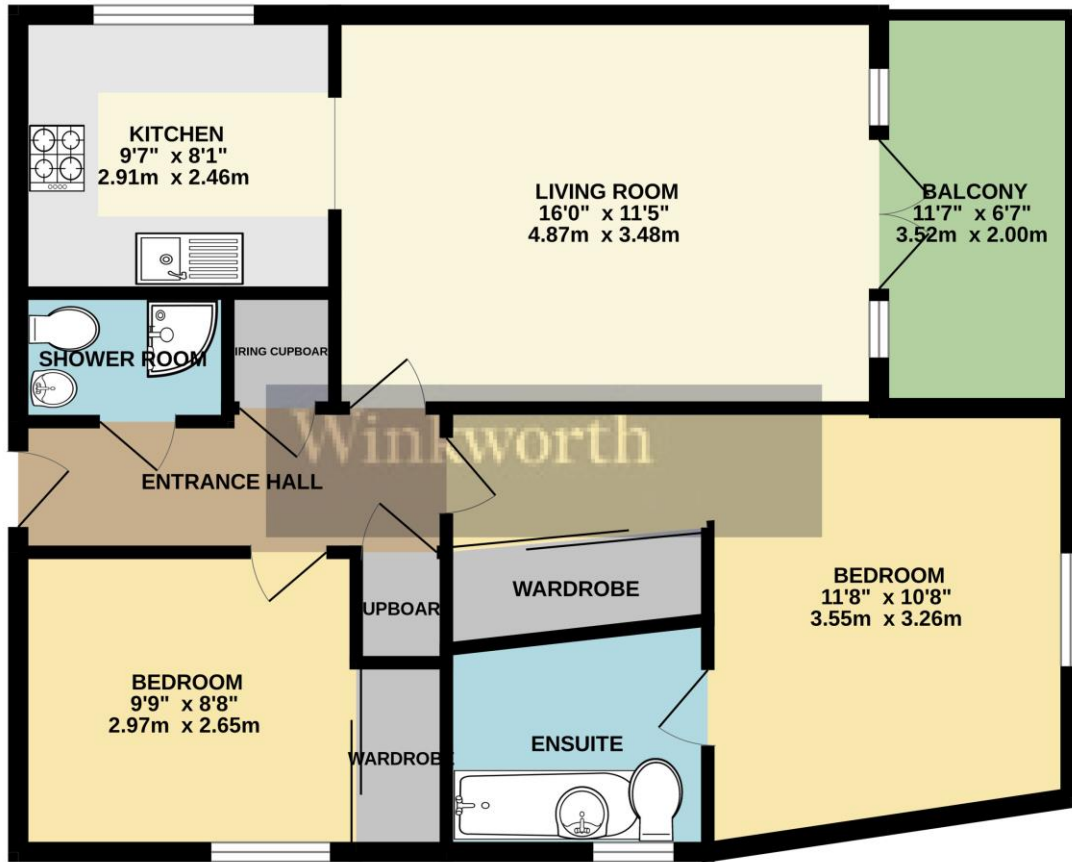 KITCHEN
9'7" x 8'1"
2.91m x 2.46m
LIVING ROOM
16'0" x 11'5"
4.87m x 3.48m
BALCONY
11'7" x 6'7"
3.52m x 2.00m
SHOWER ROOM
IRING CUPBOAR
Winkworth
ENTRANCE HALL
UPBOAR
WARDROBE
BEDROOM
11'8" x 10'8"
3.55m x 3.26m
BEDROOM
9'9" x 8'8"
2.97m x 2.65m
WARDROBE
ENSUITE